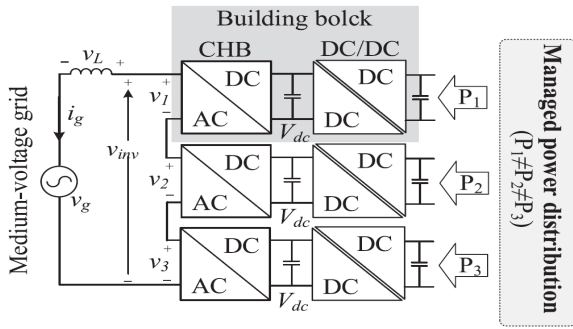 Building bolck
CHB
DC/DC
− v_L +
DC
AC
DC
DC
V_dc
P_1
+
v_1
−
i_g
+
v_inv
−
v_g
Medium-voltage grid
DC
AC
DC
DC
V_dc
P_2
+
v_2
−
DC
AC
DC
DC
V_dc
P_3
+
v_3
−
Managed power distribution
(P_1≠P_2≠P_3)